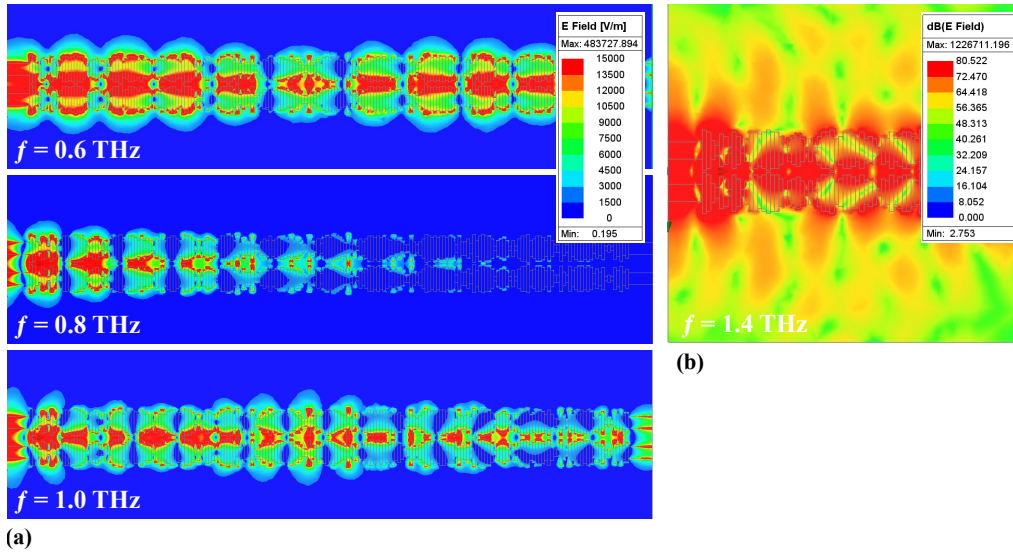 E Field [V/m]
Max: 483727.894
15000
13500
12000
10500
9000
7500
6000
4500
3000
1500
0
Min: 0.195
f = 0.6 THz
f = 0.8 THz
f = 1.0 THz
(a)
dB(E Field)
Max: 1226711.196
80.522
72.470
64.418
56.365
48.313
40.261
32.209
24.157
16.104
8.052
0.000
Min: 2.753
f = 1.4 THz
(b)